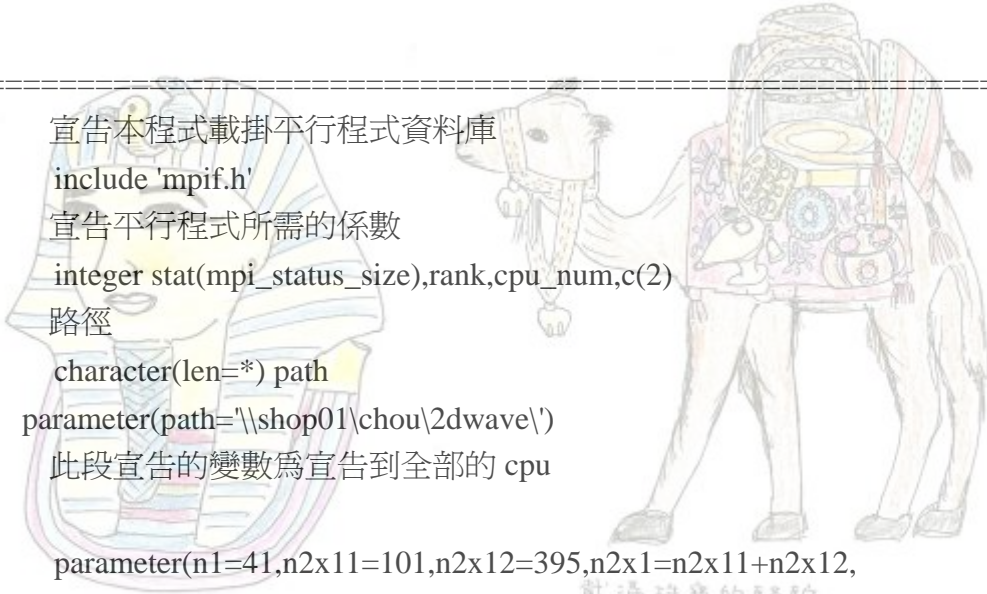 ================================================================
宣告本程式載掛平行程式資料庫
include 'mpif.h'
宣告平行程式所需的係數
integer stat(mpi_status_size),rank,cpu_num,c(2)
路徑
character(len=*) path
parameter(path='\\shop01\chou\2dwave\')
此段宣告的變數為宣告到全部的 cpu
parameter(n1=41,n2x11=101,n2x12=395,n2x1=n2x11+n2x12,